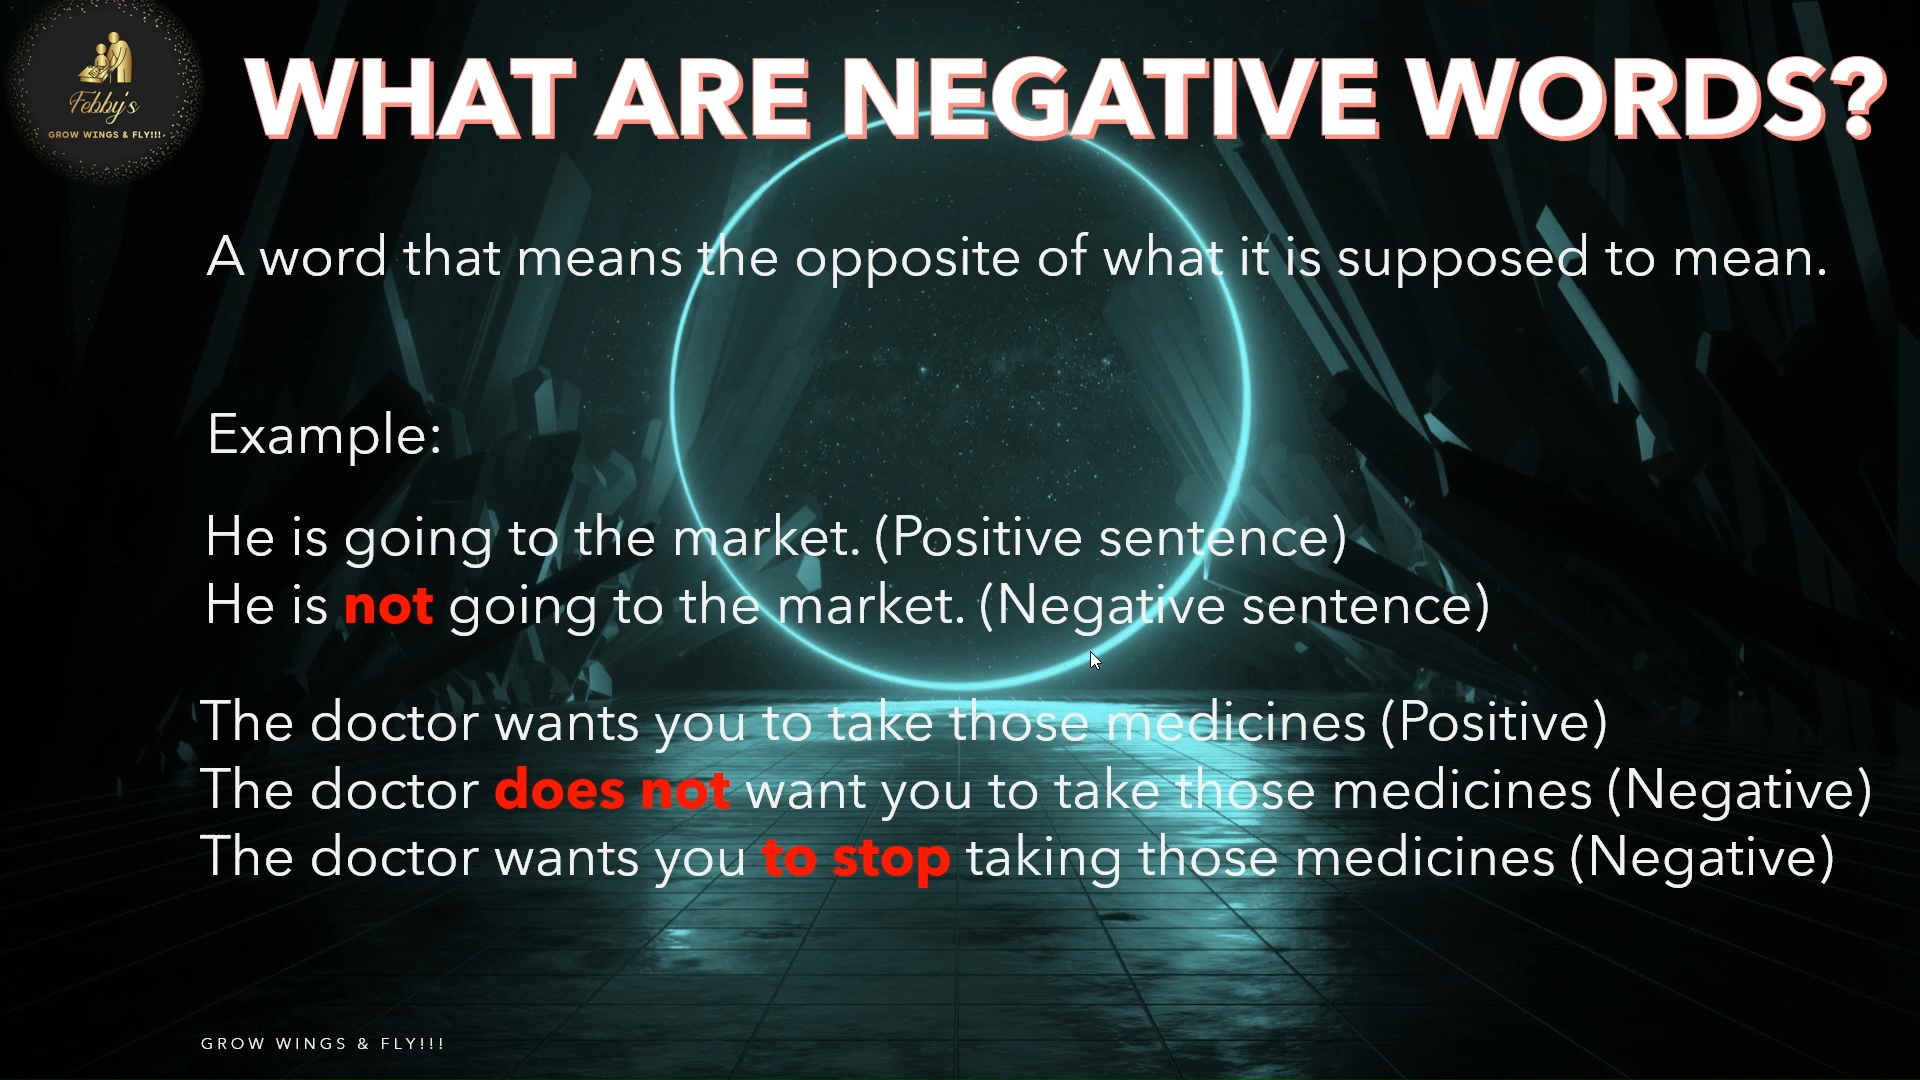 Febby's
GROW WINGS & FLY!!!
WHAT ARE NEGATIVE WORDS?
A word that means the opposite of what it is supposed to mean.
Example:
He is going to the market. (Positive sentence)
He is not going to the market. (Negative sentence)
The doctor wants you to take those medicines (Positive)
The doctor does not want you to take those medicines (Negative)
The doctor wants you to stop taking those medicines (Negative)
GROW WINGS & FLY!!!